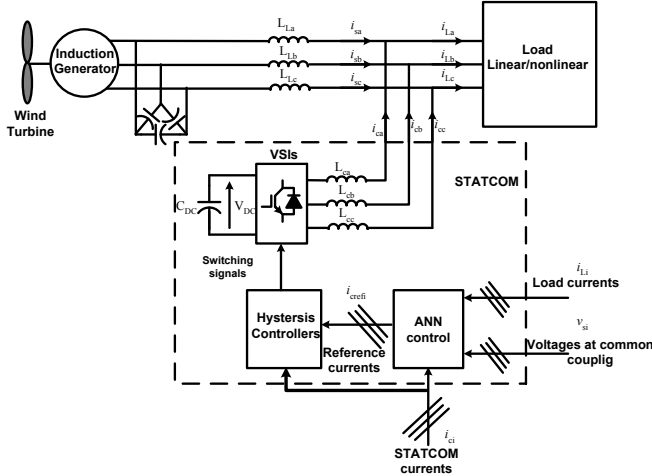 Induction
Generator
Wind
Turbine
L_La
L_Lb
L_Lc
i_sa
i_sb
i_sc
i_La
i_Lb
i_Lc
Load
Linear/nonlinear
i_ca
i_cb
i_cc
VSIs
STATCOM
C_DC
V_DC
L_ca
L_cb
L_cc
Switching
signals
Hystersis
Controllers
i_crefi
Reference
currents
ANN
control
i_Li
Load currents
v_si
Voltages at common
couplig
i_ci
STATCOM
currents